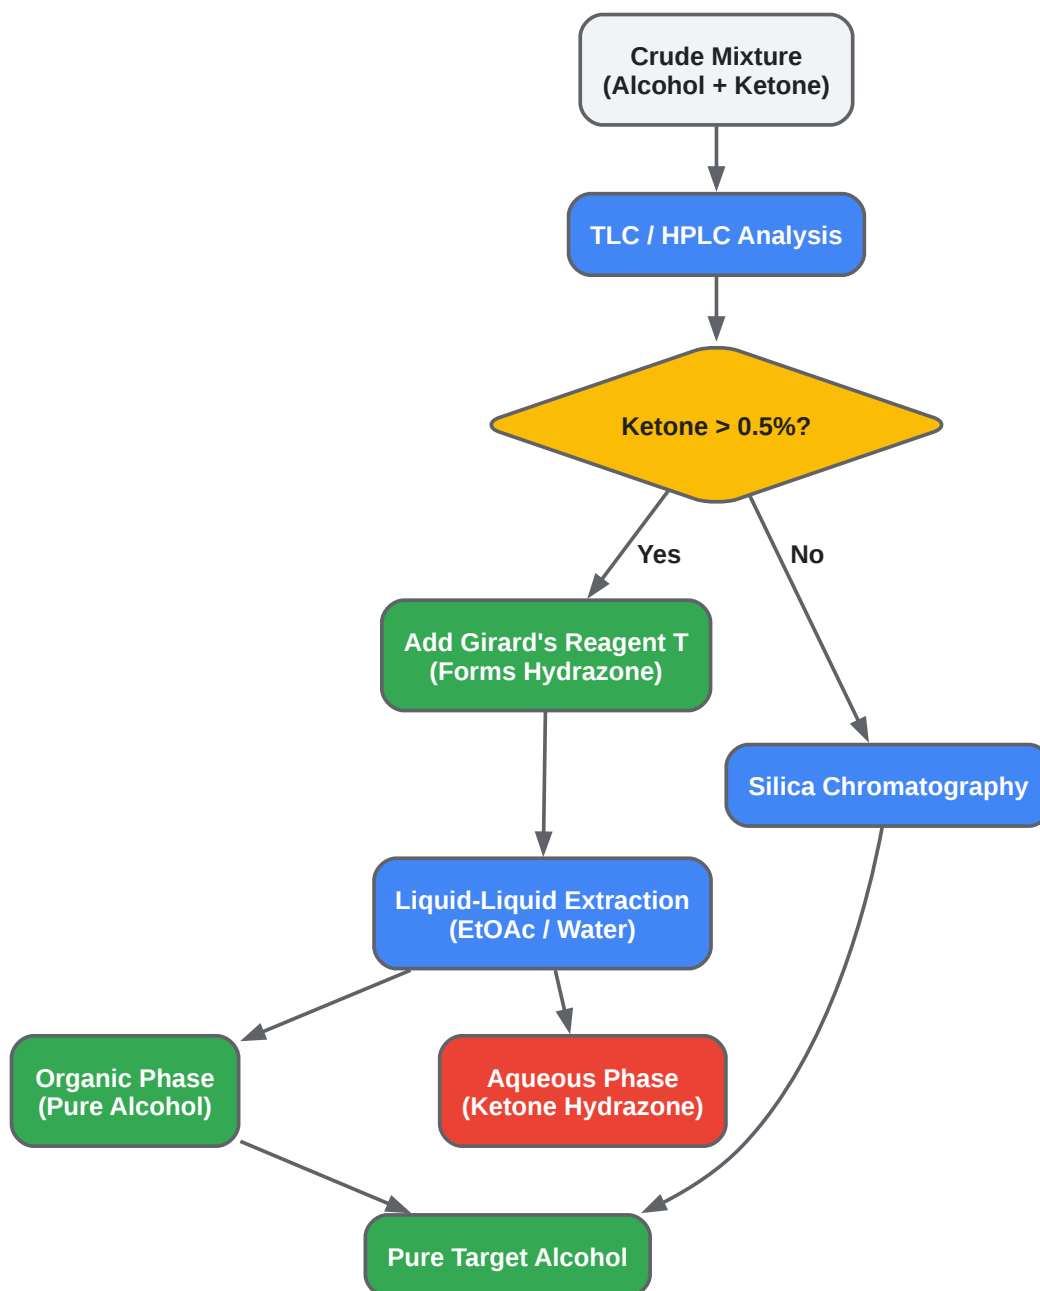 Crude Mixture
(Alcohol + Ketone)
TLC / HPLC Analysis
Ketone > 0.5%?
Yes
No
Add Girard's Reagent T
(Forms Hydrazone)
Silica Chromatography
Liquid-Liquid Extraction
(EtOAc / Water)
Organic Phase
(Pure Alcohol)
Aqueous Phase
(Ketone Hydrazone)
Pure Target Alcohol